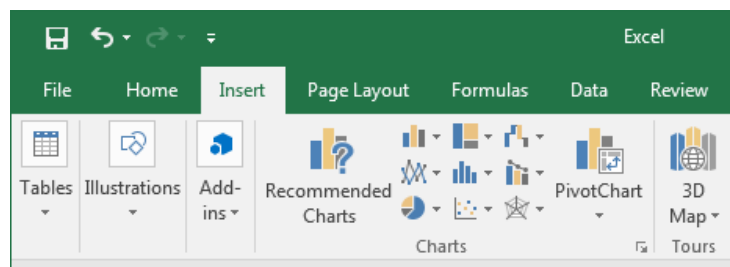 Excel
File Home Insert Page Layout Formulas Data Review
Tables Illustrations Add-ins Recommended Charts PivotChart 3D Map
Charts Tours